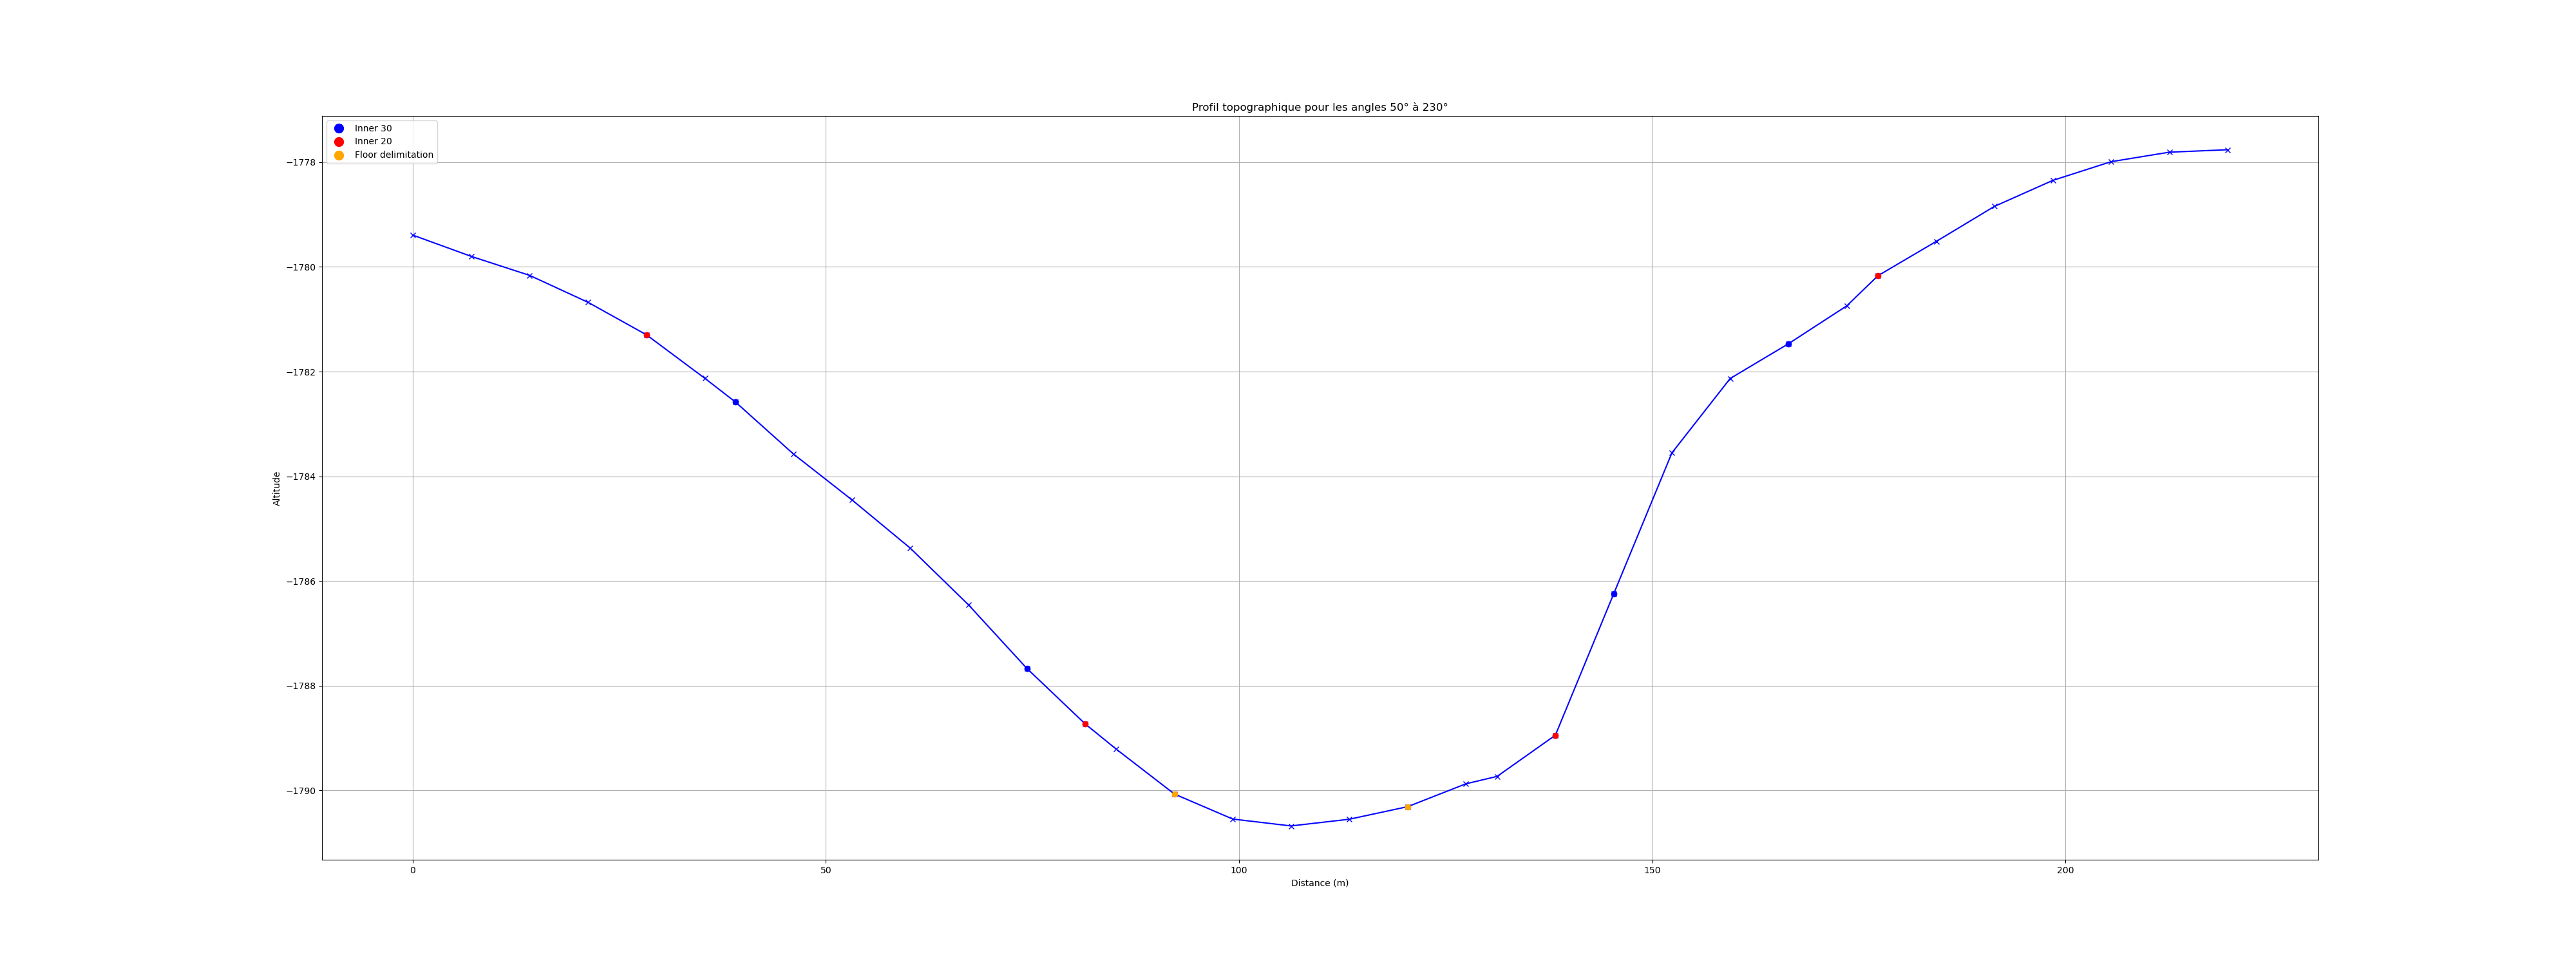 Profil topographique pour les angles 50° à 230°
Inner 30
Inner 20
Floor delimitation
−1778
−1780
−1782
−1784
−1786
−1788
−1790
Altitude
0 50 100 150 200
Distance (m)